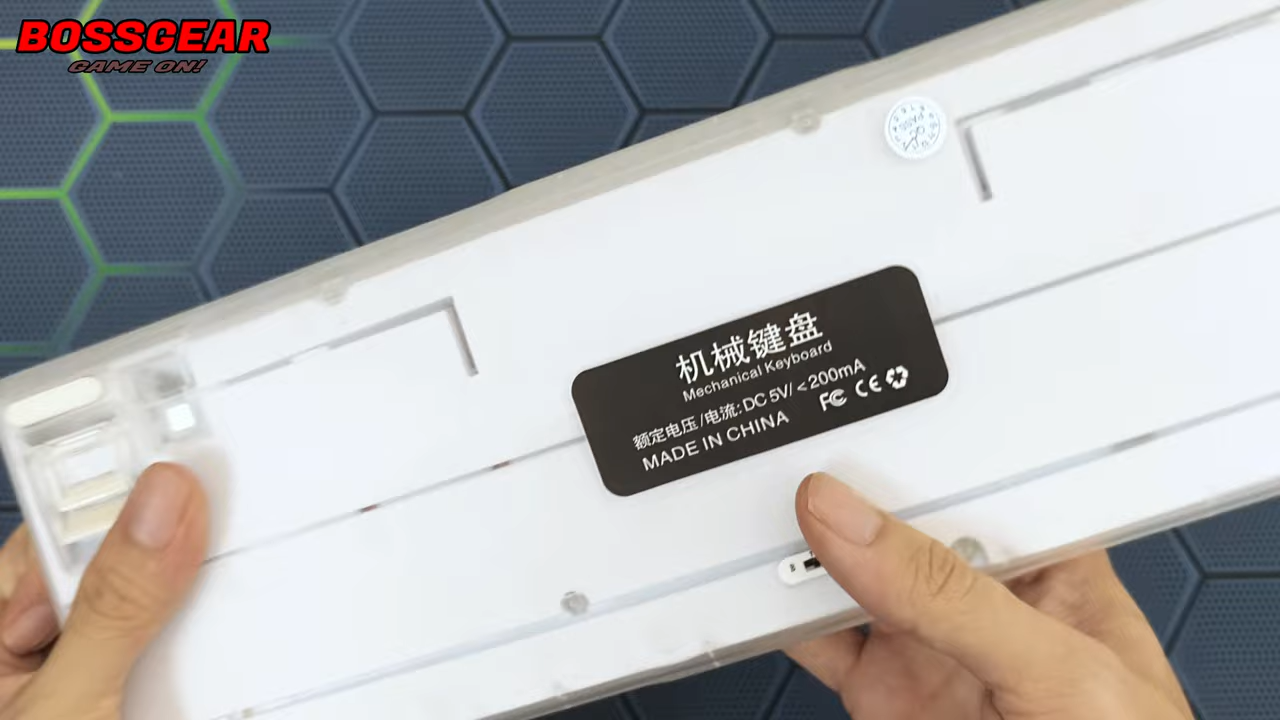 BOSSGEAR
GAME ON!
机械键盘
Mechanical Keyboard
额定电压/电流:DC 5V/<200mA
MADE IN CHINA
FC CE